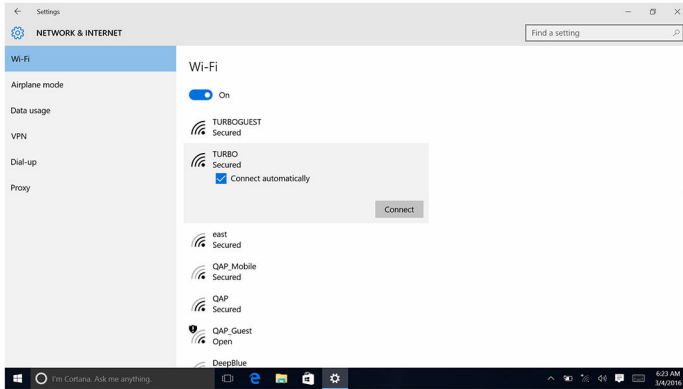 Settings
NETWORK & INTERNET
Find a setting
Wi-Fi
Airplane mode
Data usage
VPN
Dial-up
Proxy
Wi-Fi
On
TURBOGUEST
Secured
TURBO
Secured
Connect automatically
Connect
east
Secured
QAP_Mobile
Secured
QAP
Secured
QAP_Guest
Open
DeepBlue
I'm Cortana. Ask me anything.
6:23 AM
3/4/2016